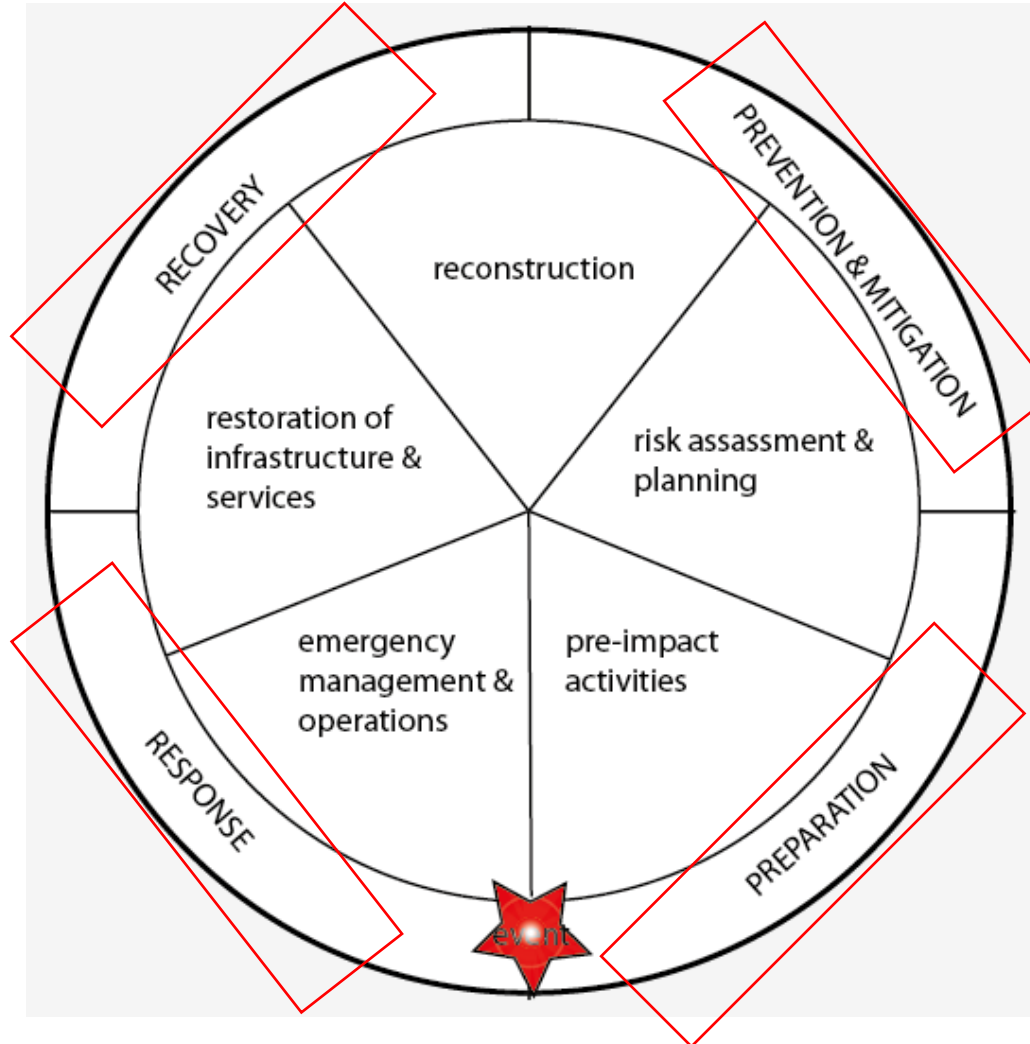 RECOVERY
PREVENTION & MITIGATION
reconstruction
restoration of
infrastructure &
services
risk assassment &
planning
emergency
management &
operations
pre-impact
activities
RESPONSE
PREPARATION
event